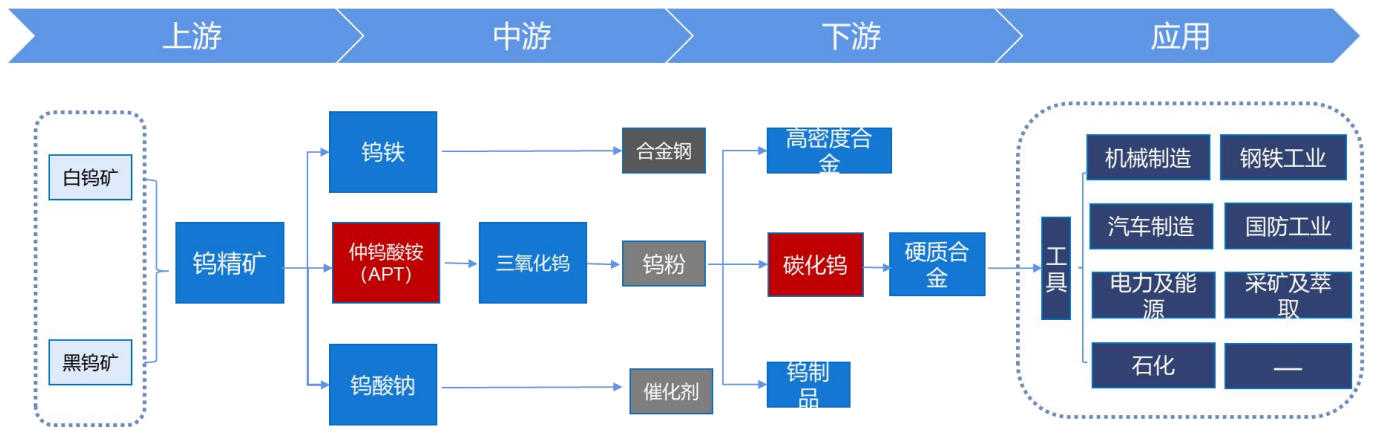 上游
中游
下游
应用
白钨矿
黑钨矿
钨精矿
钨铁
仲钨酸铵
（APT）
钨酸钠
三氧化钨
合金钢
钨粉
催化剂
高密度合
金
碳化钨
钨制
品
硬质合
金
工
具
机械制造
钢铁工业
汽车制造
国防工业
电力及能
源
采矿及萃
取
石化
—